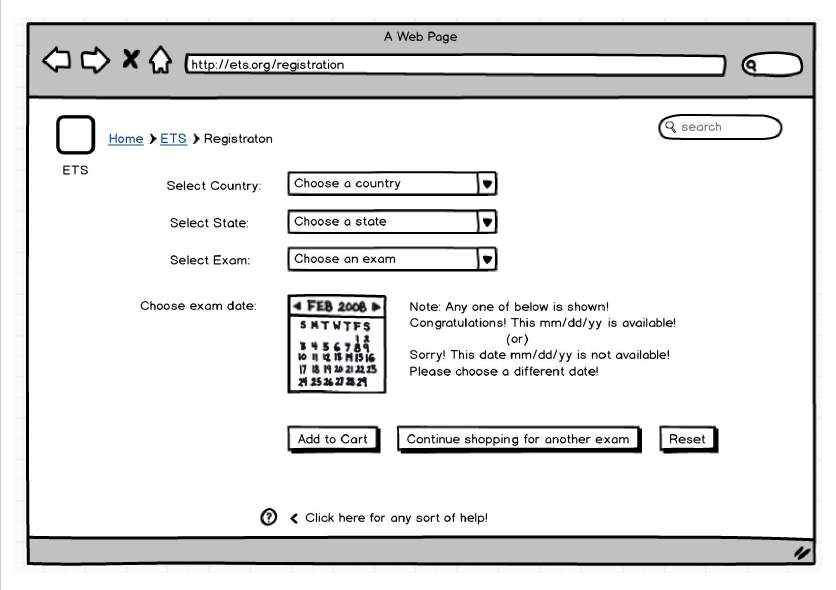 A Web Page
http://ets.org/registration
search
Home > ETS > Registraton
ETS
Select Country: Choose a country
Select State: Choose a state
Select Exam: Choose an exam
Choose exam date:
FEB 2008
S M T W T F S
1 2
3 4 5 6 7 8 9
10 11 12 13 14 15 16
17 18 19 20 21 22 23
24 25 26 27 28 29
Note: Any one of below is shown!
Congratulations! This mm/dd/yy is available!
(or)
Sorry! This date mm/dd/yy is not available!
Please choose a different date!
Add to Cart
Continue shopping for another exam
Reset
? < Click here for any sort of help!